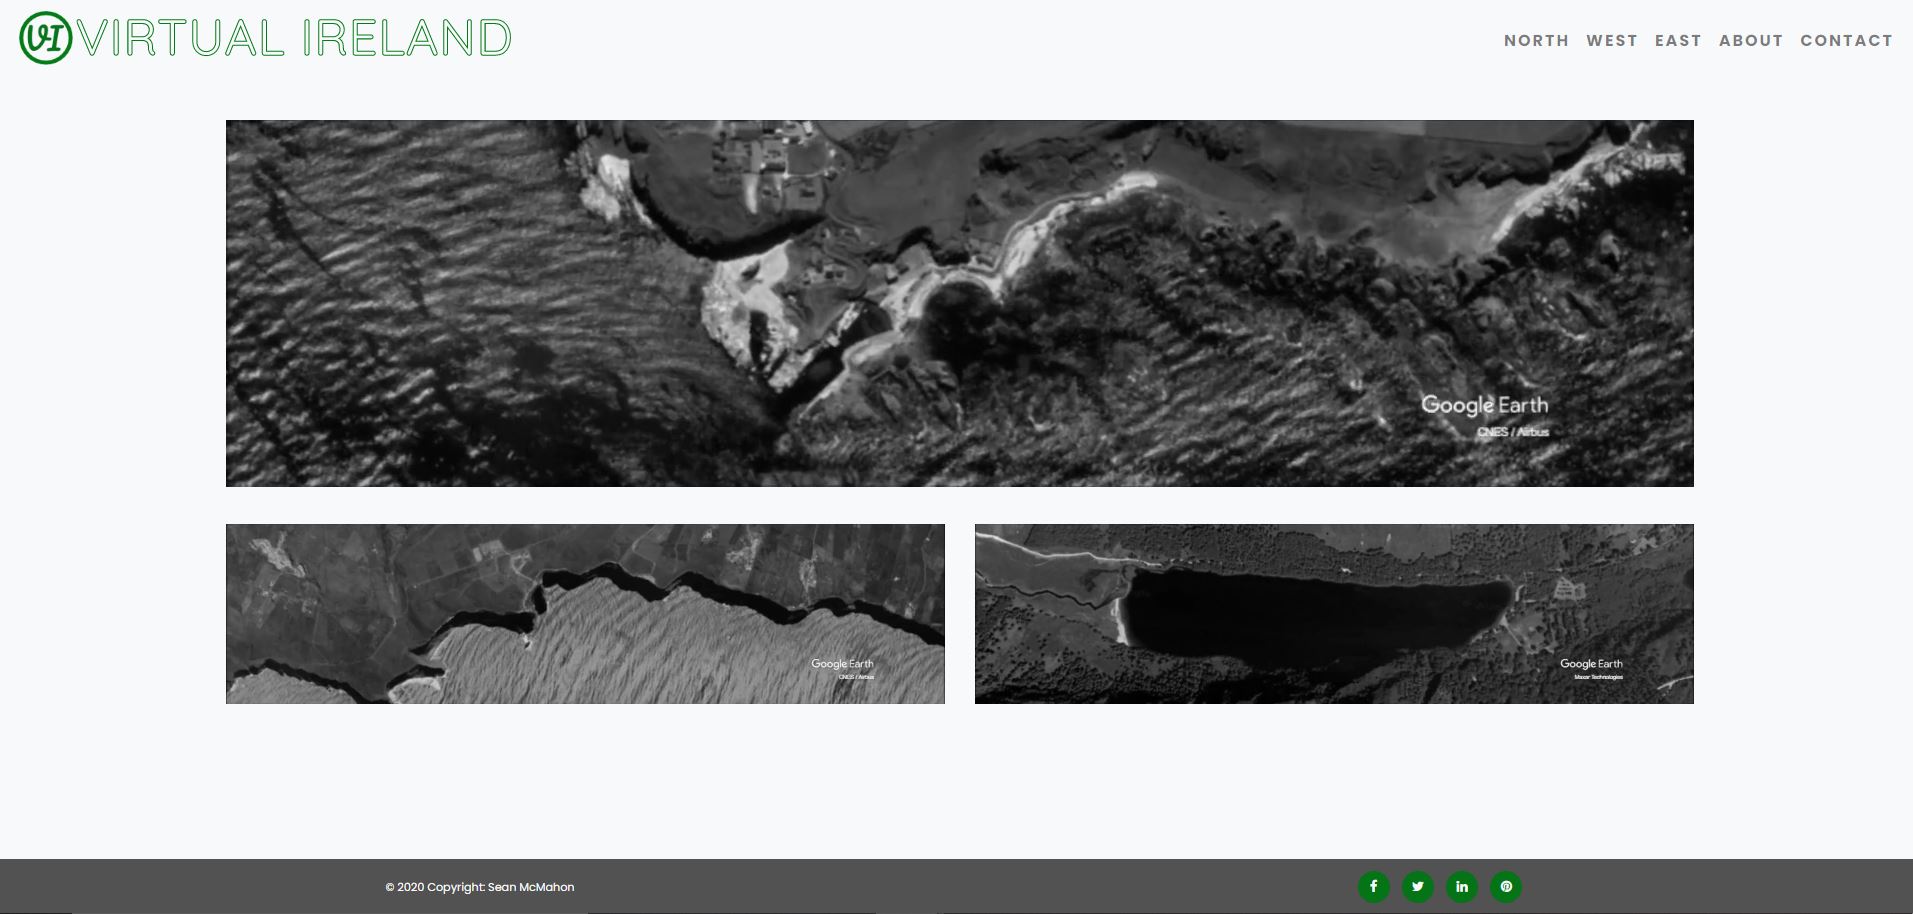 VI VIRTUAL IRELAND
NORTH WEST EAST ABOUT CONTACT
Google Earth
CNES / Airbus
Google Earth
CNES / Airbus
Google Earth
Maxar Technologies
© 2020 Copyright: Sean McMahon